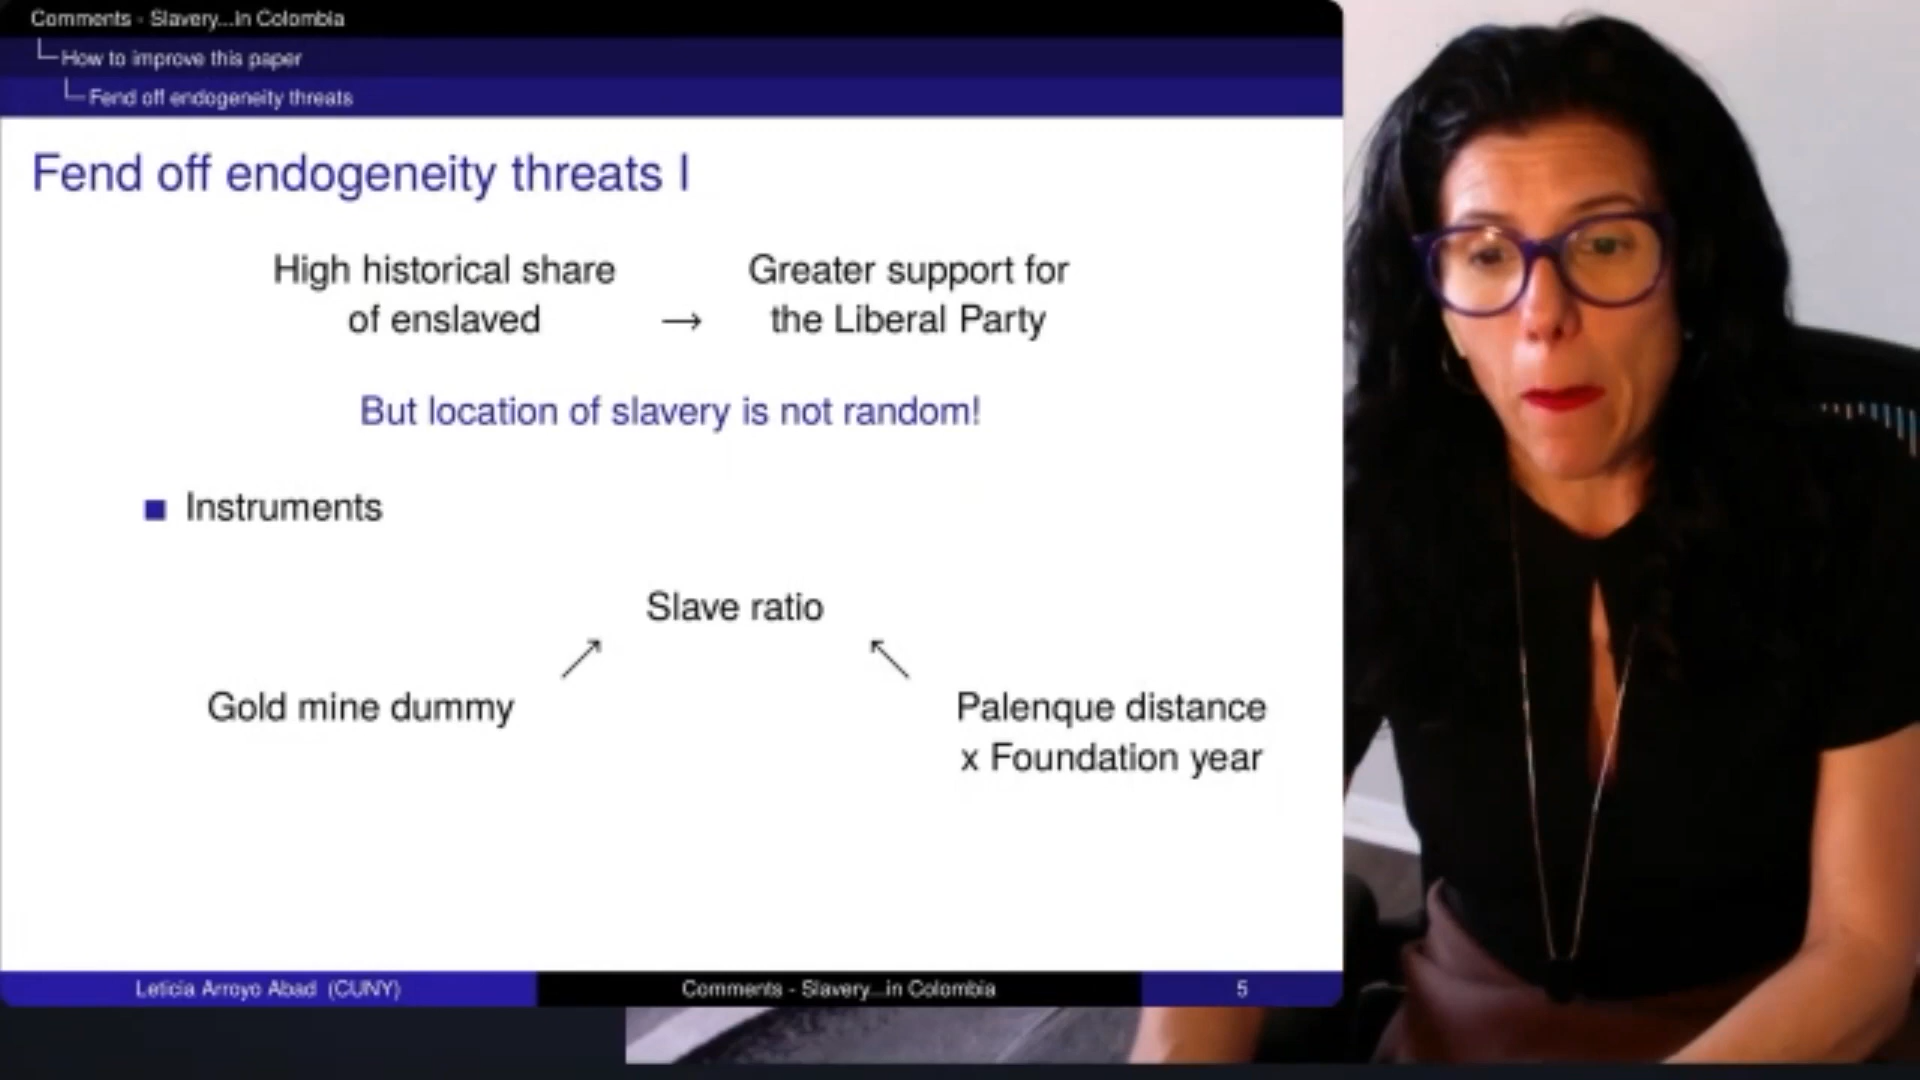 Comments - Slavery...in Colombia
How to improve this paper
Fend off endogeneity threats
Fend off endogeneity threats I
High historical share
of enslaved
→
Greater support for
the Liberal Party
But location of slavery is not random!
Instruments
Slave ratio
Gold mine dummy
Palenque distance
x Foundation year
Leticia Arroyo Abad (CUNY)
Comments - Slavery...in Colombia
5